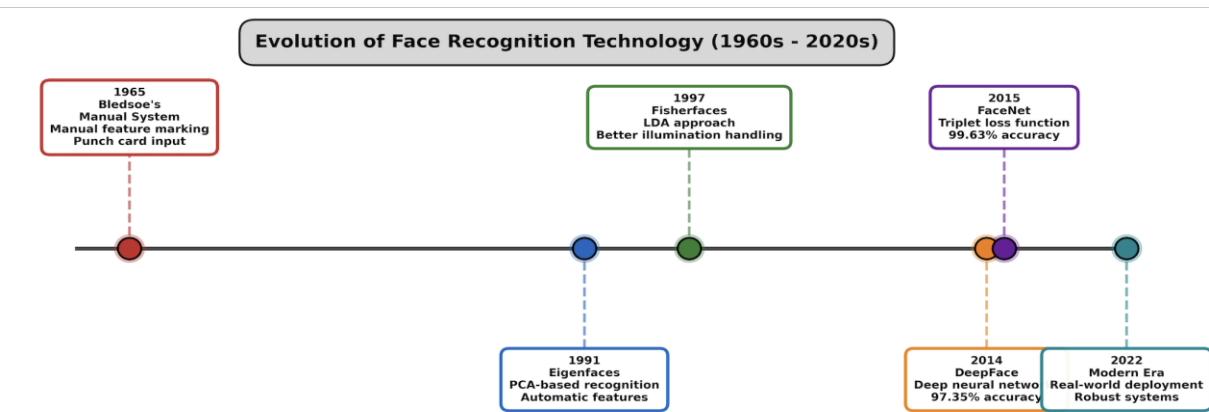 Evolution of Face Recognition Technology (1960s - 2020s)
1965
Bledsoe's
Manual System
Manual feature marking
Punch card input
1997
Fisherfaces
LDA approach
Better illumination handling
2015
FaceNet
Triplet loss function
99.63% accuracy
1991
Eigenfaces
PCA-based recognition
Automatic features
2014
DeepFace
Deep neural netwo
97.35% accuracy
2022
Modern Era
Real-world deployment
Robust systems